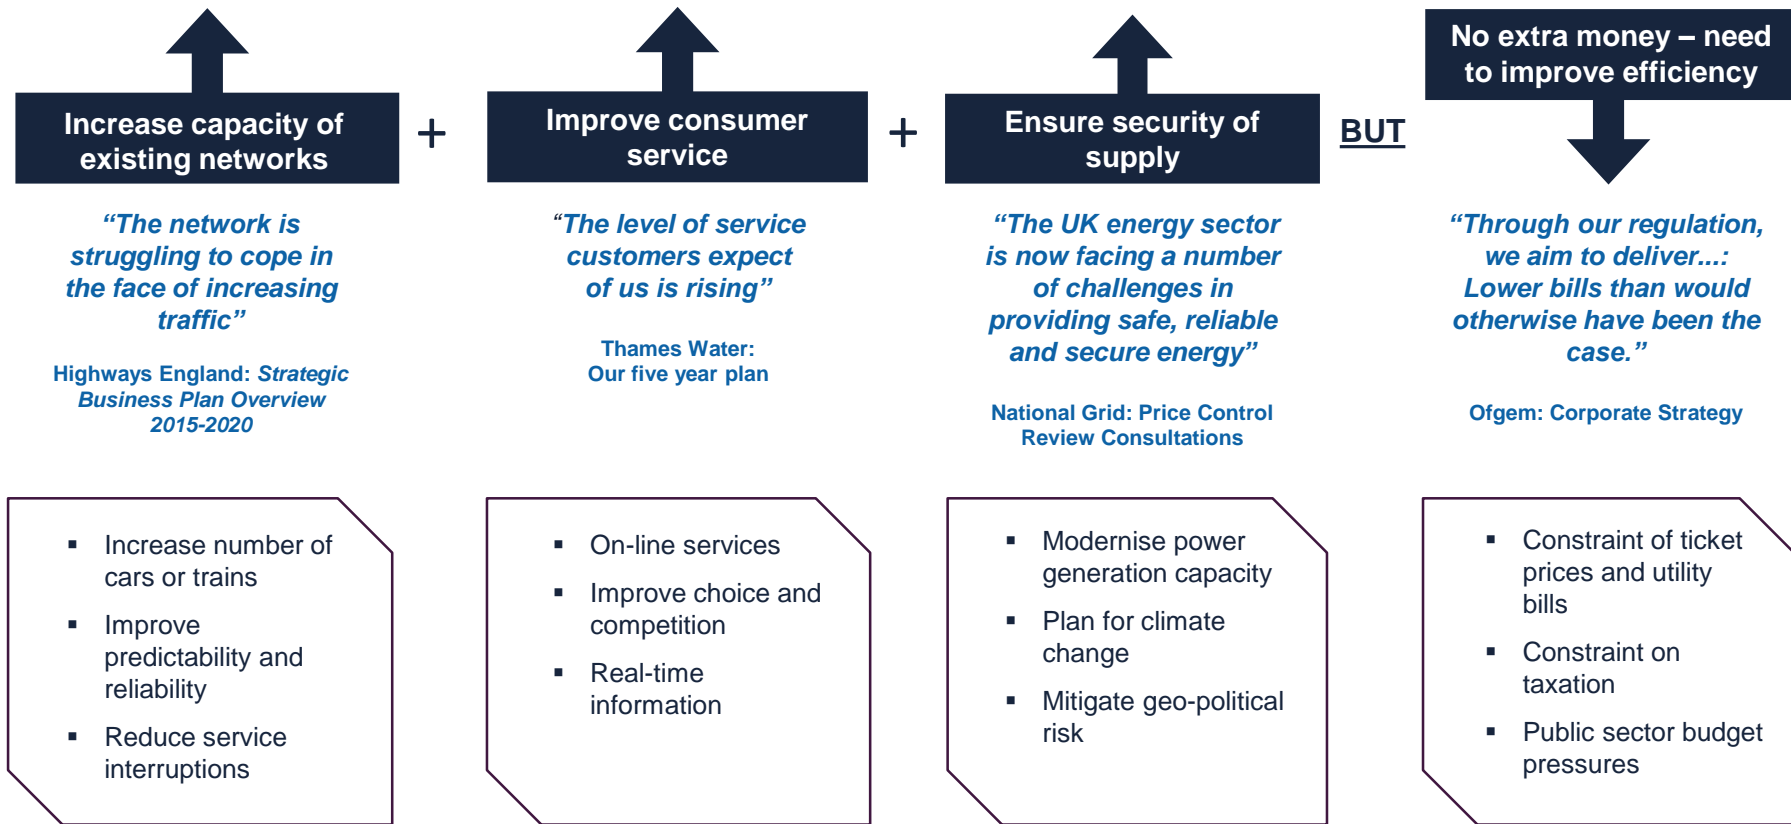 Increase capacity of
existing networks
+
Improve consumer
service
+
Ensure security of
supply
BUT
No extra money – need
to improve efficiency
“The network is
struggling to cope in
the face of increasing
traffic”
Highways England: Strategic
Business Plan Overview
2015-2020
“The level of service
customers expect
of us is rising”
Thames Water:
Our five year plan
“The UK energy sector
is now facing a number
of challenges in
providing safe, reliable
and secure energy”
National Grid: Price Control
Review Consultations
“Through our regulation,
we aim to deliver...:
Lower bills than would
otherwise have been the
case.”
Ofgem: Corporate Strategy
▪ Increase number of
cars or trains
▪ Improve
predictability and
reliability
▪ Reduce service
interruptions
▪ On-line services
▪ Improve choice and
competition
▪ Real-time
information
▪ Modernise power
generation capacity
▪ Plan for climate
change
▪ Mitigate geo-political
risk
▪ Constraint of ticket
prices and utility
bills
▪ Constraint on
taxation
▪ Public sector budget
pressures